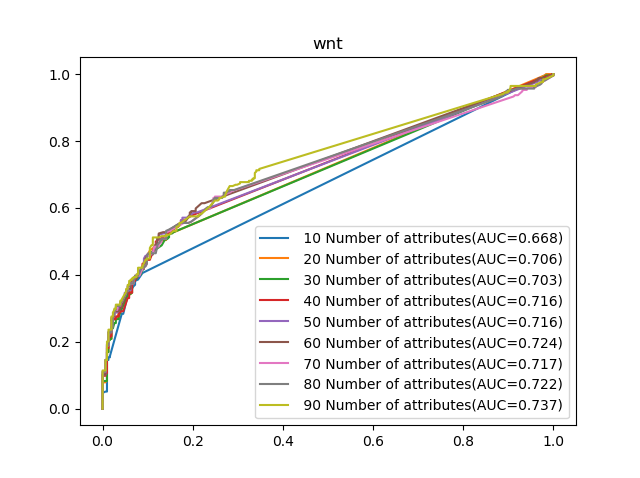 wnt
1.0
0.8
0.6
0.4
0.2
0.0
10 Number of attributes(AUC=0.668)
20 Number of attributes(AUC=0.706)
30 Number of attributes(AUC=0.703)
40 Number of attributes(AUC=0.716)
50 Number of attributes(AUC=0.716)
60 Number of attributes(AUC=0.724)
70 Number of attributes(AUC=0.717)
80 Number of attributes(AUC=0.722)
90 Number of attributes(AUC=0.737)
0.0 0.2 0.4 0.6 0.8 1.0